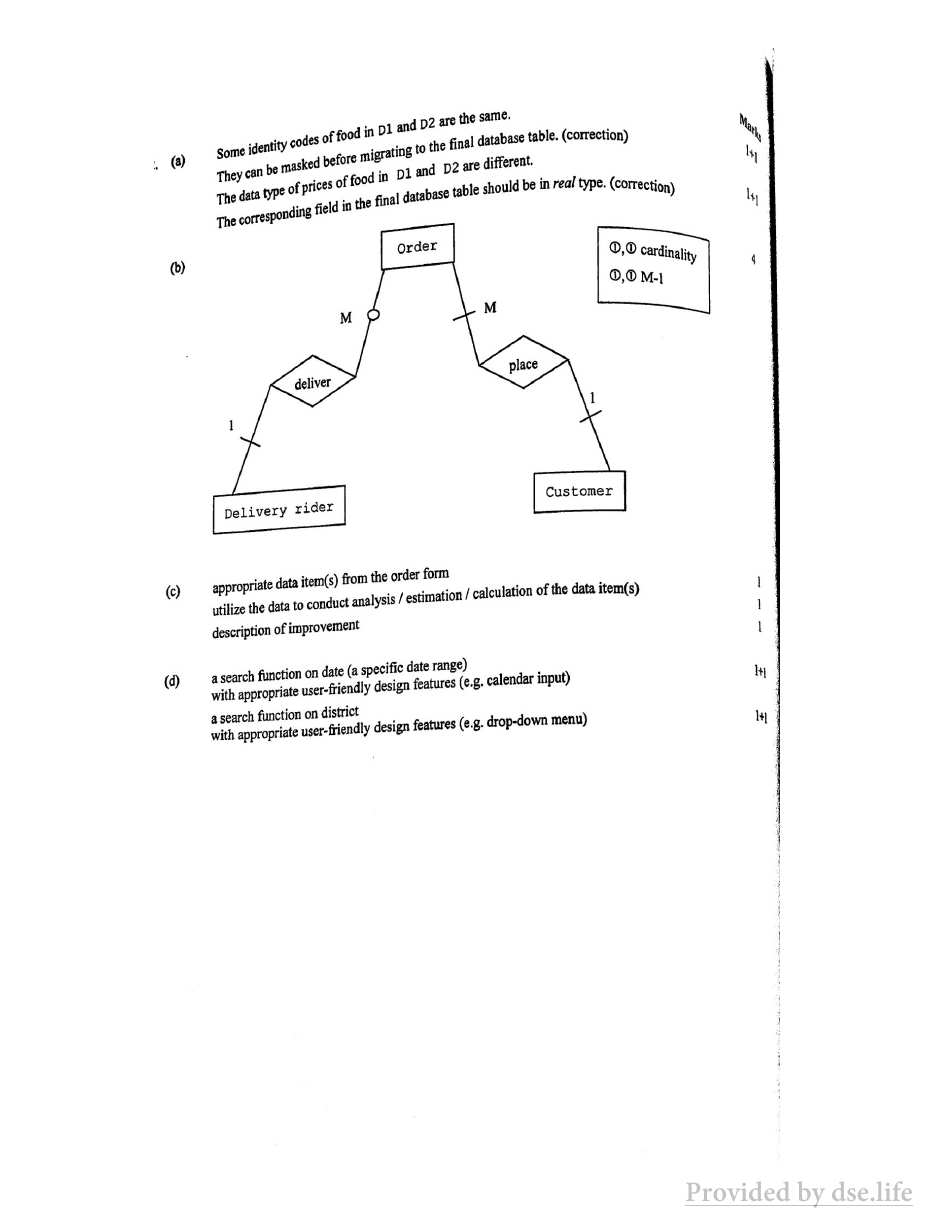 Marks
(a) Some identity codes of food in D1 and D2 are the same. 1+1
They can be masked before migrating to the final database table. (correction)
The data type of prices of food in D1 and D2 are different. 1+1
The corresponding field in the final database table should be in real type. (correction)
(b) 4
Order
①,① cardinality
①,① M-1
M
M
deliver
place
1
1
Delivery rider
Customer
(c) appropriate data item(s) from the order form 1
utilize the data to conduct analysis / estimation / calculation of the data item(s) 1
description of improvement 1
(d) a search function on date (a specific date range) 1+1
with appropriate user-friendly design features (e.g. calendar input)
a search function on district 1+1
with appropriate user-friendly design features (e.g. drop-down menu)
Provided by dse.life